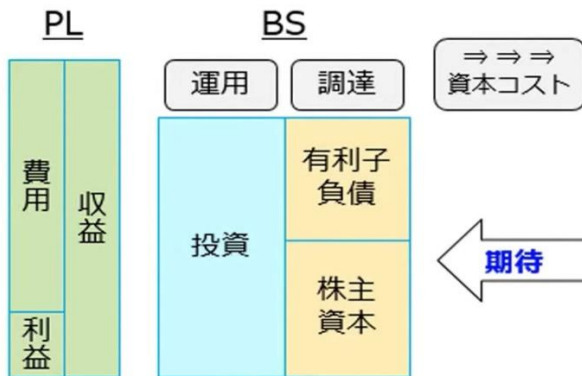 PL
BS
運用
調達
⇒ ⇒ ⇒
資本コスト
費用
収益
利益
投資
有利子
負債
株主
資本
期待